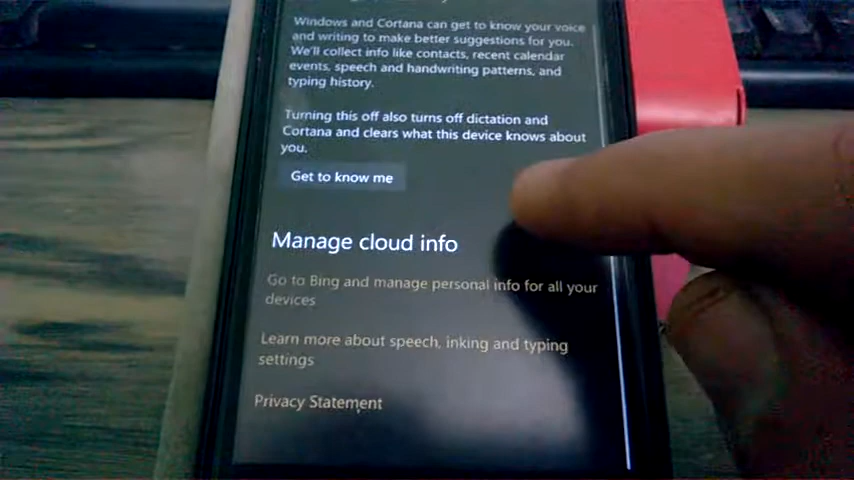 Windows and Cortana can get to know your voice
and writing to make better suggestions for you.
We'll collect info like contacts, recent calendar
events, speech and handwriting patterns, and
typing history.
Turning this off also turns off dictation and
Cortana and clears what this device knows about
you.
Get to know me
Manage cloud info
Go to Bing and manage personal info for all your
devices
Learn more about speech, inking and typing
settings
Privacy Statement